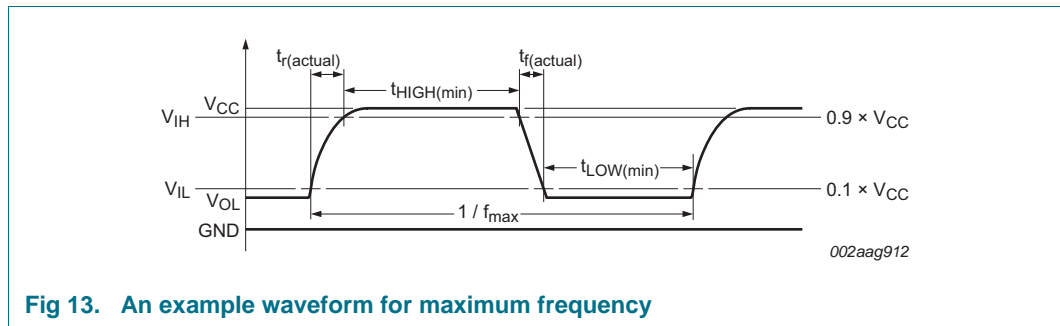 tr(actual)
tf(actual)
tHIGH(min)
VCC
VIH
0.9 × VCC
tLOW(min)
VIL
0.1 × VCC
VOL
1 / fmax
GND
002aag912
Fig 13. An example waveform for maximum frequency